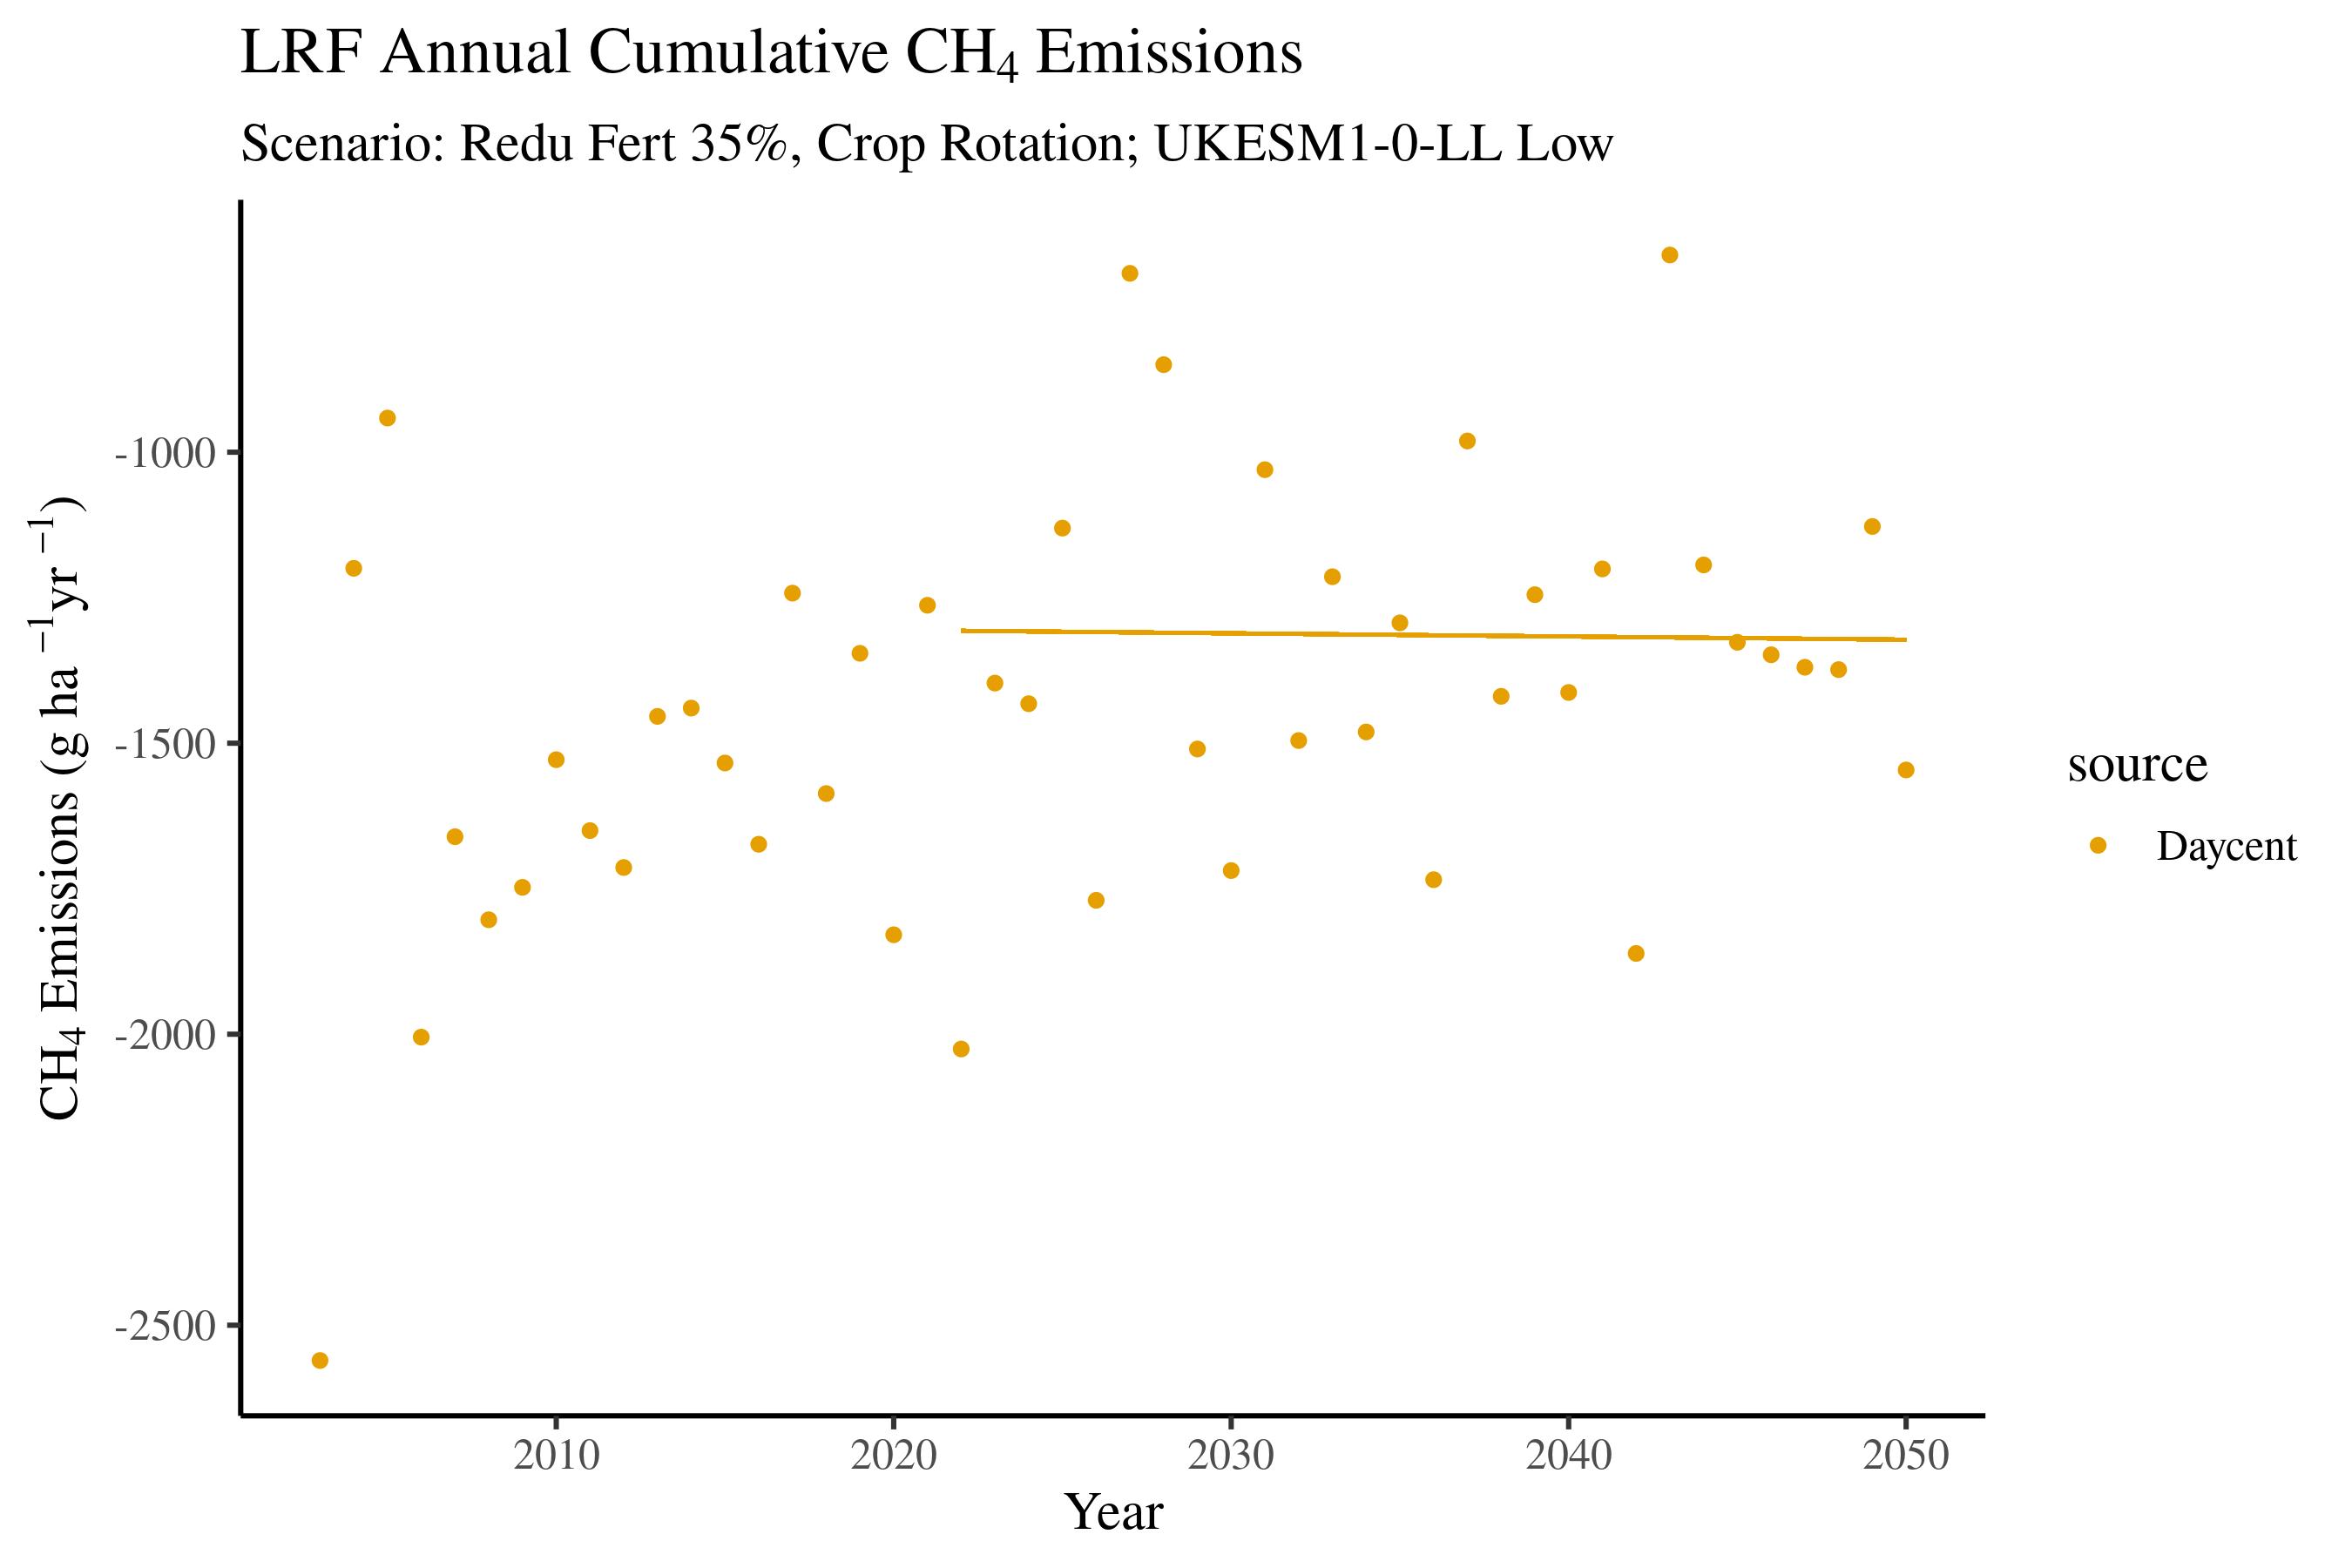 LRF Annual Cumulative CH₄ Emissions
Scenario: Redu Fert 35%, Crop Rotation; UKESM1-0-LL Low
CH₄ Emissions (g ha⁻¹yr⁻¹)
-1000
-1500
-2000
-2500
2010 2020 2030 2040 2050
Year
source
Daycent